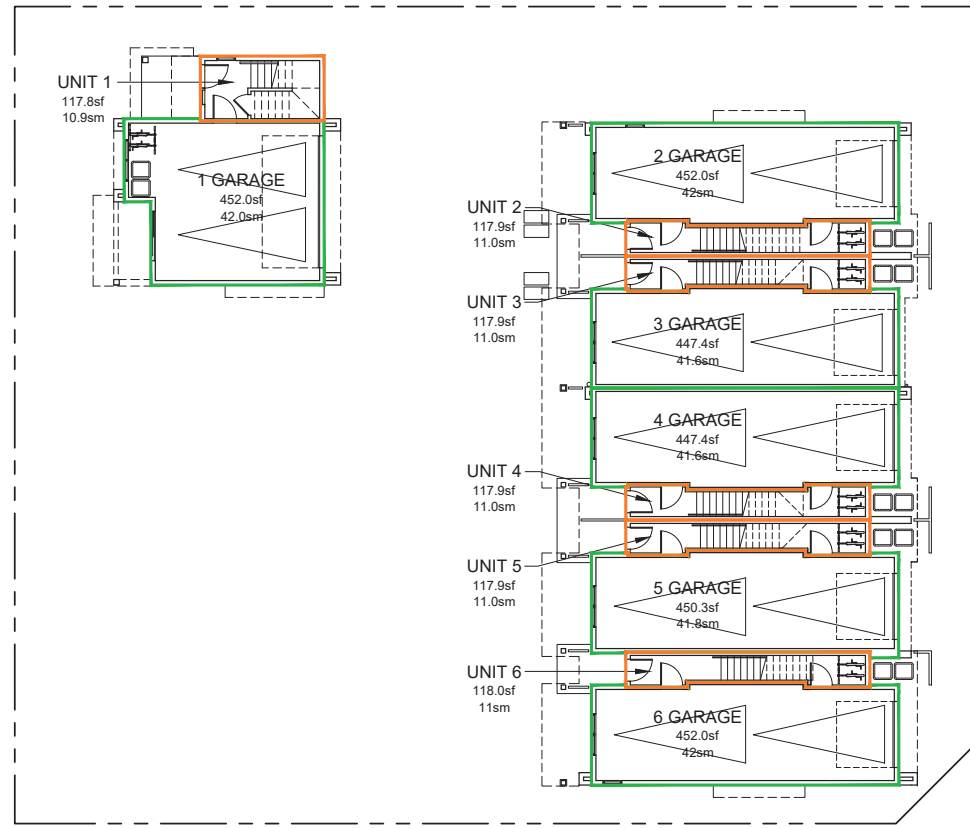 UNIT 1
117.8sf
10.9sm
1 GARAGE
452.0sf
42.0sm
2 GARAGE
452.0sf
42sm
UNIT 2
117.9sf
11.0sm
UNIT 3
117.9sf
11.0sm
3 GARAGE
447.4sf
41.6sm
4 GARAGE
447.4sf
41.6sm
UNIT 4
117.9sf
11.0sm
UNIT 5
117.9sf
11.0sm
5 GARAGE
450.3sf
41.8sm
UNIT 6
118.0sf
11sm
6 GARAGE
452.0sf
42sm